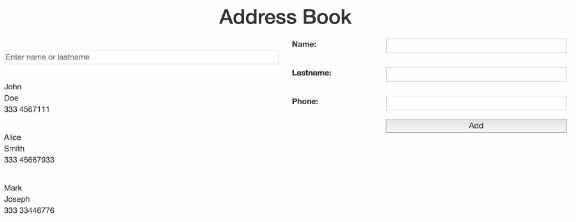 Address Book
Enter name or lastname
John
Doe
333 4567111
Alice
Smith
333 45667933
Mark
Joseph
333 33446776
Name:
Lastname:
Phone:
Add